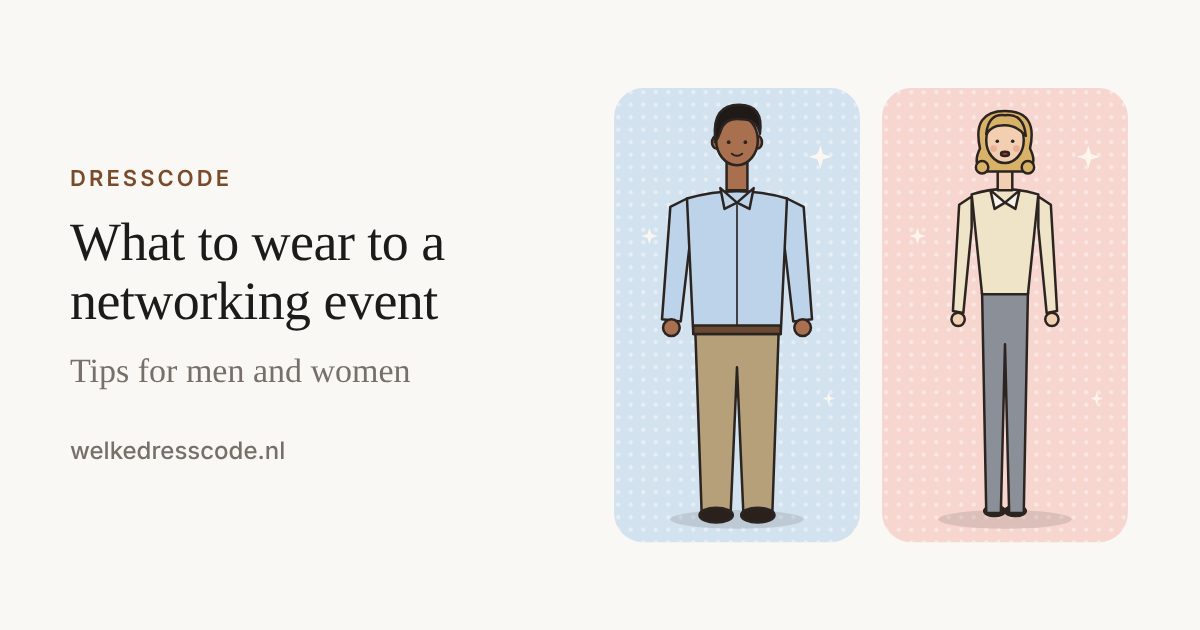 DRESSCODE
What to wear to a
networking event
Tips for men and women
welkedresscode.nl